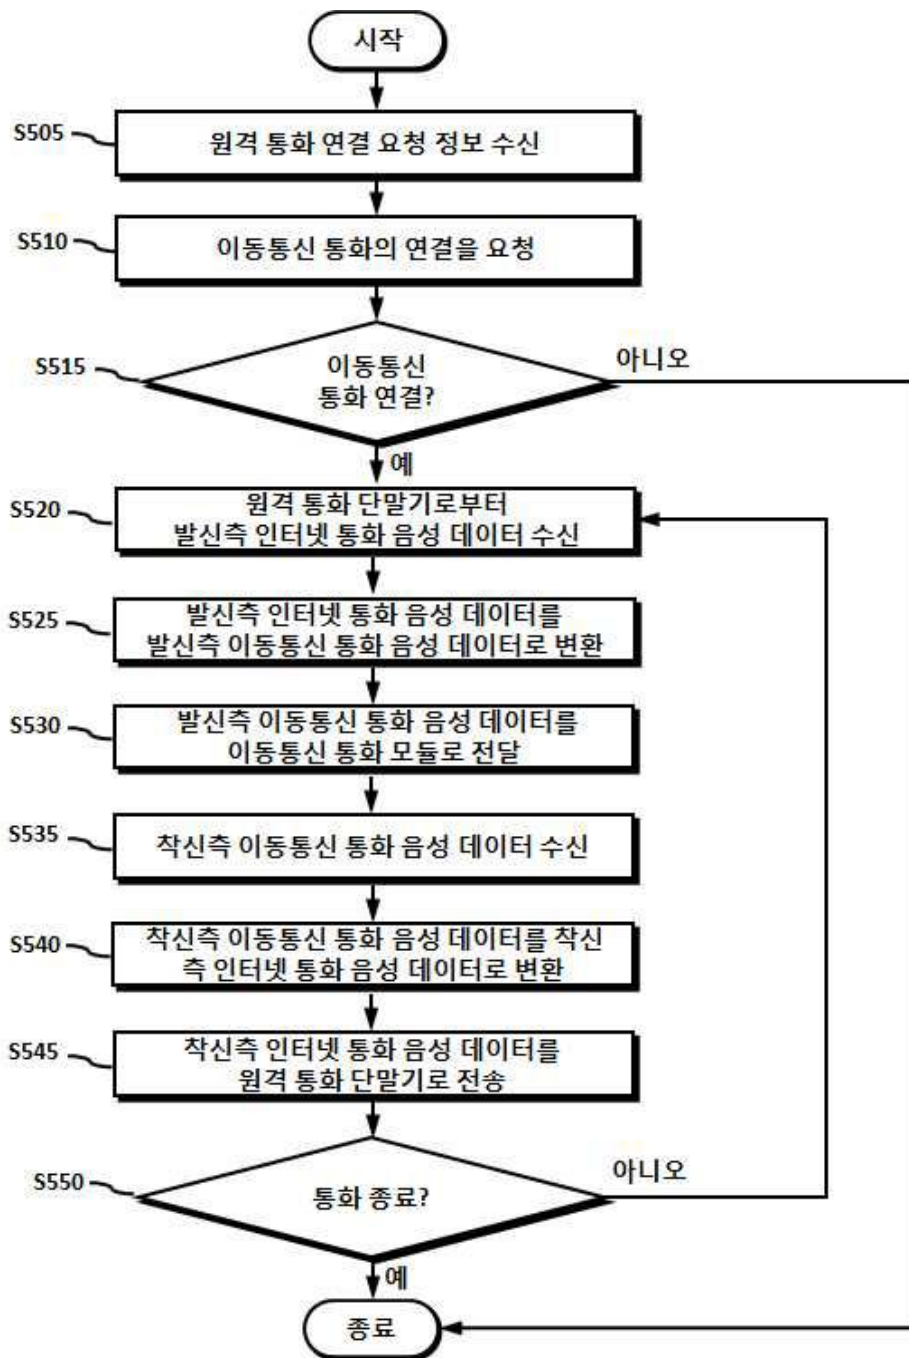 시작
S505
원격 통화 연결 요청 정보 수신
S510
이동통신 통화의 연결을 요청
S515
이동통신
통화 연결?
아니오
예
S520
원격 통화 단말기로부터
발신측 인터넷 통화 음성 데이터 수신
S525
발신측 인터넷 통화 음성 데이터를
발신측 이동통신 통화 음성 데이터로 변환
S530
발신측 이동통신 통화 음성 데이터를
이동통신 통화 모듈로 전달
S535
착신측 이동통신 통화 음성 데이터 수신
S540
착신측 이동통신 통화 음성 데이터를 착신
측 인터넷 통화 음성 데이터로 변환
S545
착신측 인터넷 통화 음성 데이터를
원격 통화 단말기로 전송
S550
통화 종료?
아니오
예
종료